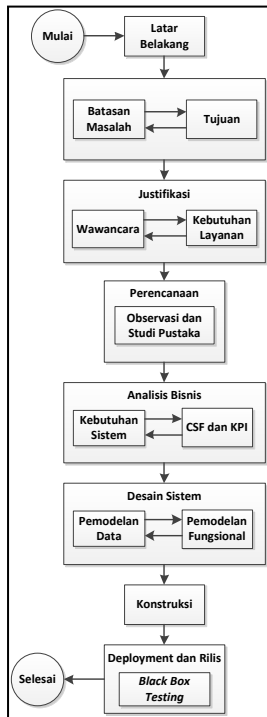 Mulai
Latar
Belakang
Batasan
Masalah
Tujuan
Justifikasi
Wawancara
Kebutuhan
Layanan
Perencanaan
Observasi dan
Studi Pustaka
Analisis Bisnis
Kebutuhan
Sistem
CSF dan KPI
Desain Sistem
Pemodelan
Data
Pemodelan
Fungsional
Konstruksi
Deployment dan Rilis
Black Box
Testing
Selesai